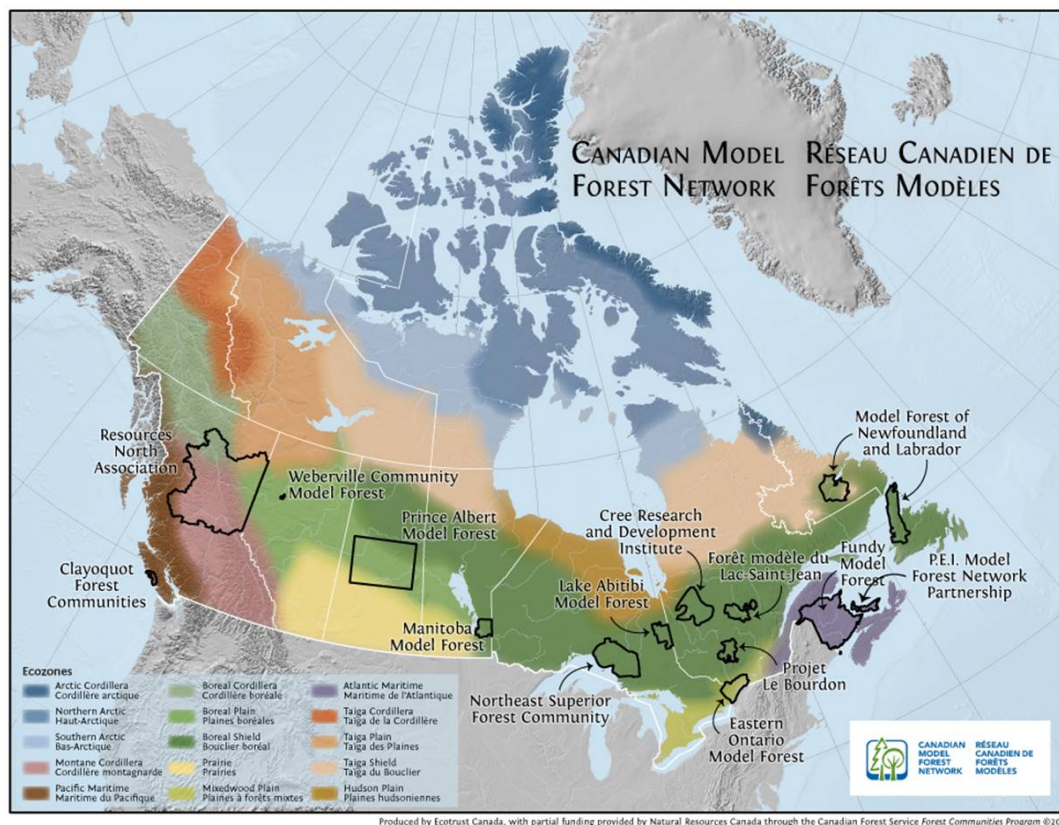 CANADIAN MODEL
FOREST NETWORK
RÉSEAU CANADIEN DE
FORÊTS MODÈLES
Resources
North
Association
Weberville Community
Model Forest
Prince Albert
Model Forest
Clayoquot
Forest
Communities
Manitoba
Model Forest
Northeast Superior
Forest Community
Lake Abitibi
Model Forest
Cree Research
and Development
Institute
Forêt modèle du
Lac-Saint-Jean
Fundy
Model
Forest
Model Forest of
Newfoundland
and Labrador
P.E.I. Model
Forest Network
Partnership
Projet
Le Bourdon
Eastern
Ontario
Model Forest
Ecozones
Arctic Cordillera
Cordillère arctique
Northern Arctic
Haut-Arctique
Southern Arctic
Bas-Arctique
Montane Cordillera
Cordillère montagnarde
Pacific Maritime
Maritime du Pacifique
Boreal Cordillera
Cordillère boréale
Boreal Plain
Plaines boréales
Boreal Shield
Bouclier boréal
Prairie
Prairies
Mixedwood Plain
Plaines à forêts mixtes
Atlantic Maritime
Maritime de l'Atlantique
Taiga Cordillera
Taïga de la Cordillère
Taiga Plain
Taïga des Plaines
Taiga Shield
Taïga du Bouclier
Hudson Plain
Plaines hudsoniennes
CANADIAN
MODEL
FOREST
NETWORK
RÉSEAU
CANADIEN DE
FORÊTS
MODÈLES
Produced by Ecotrust Canada, with partial funding provided by Natural Resources Canada through the Canadian Forest Service Forest Communities Program